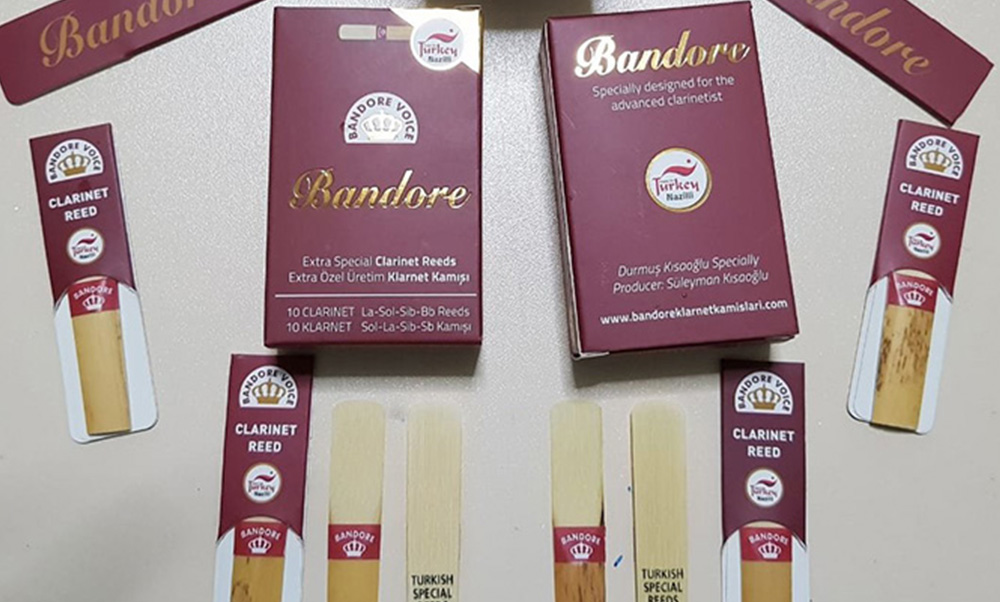 Bandore
Turkey
Nazilli
BANDORE VOICE
Bandore
Extra Special Clarinet Reeds
Extra Özel Üretim Klarnet Kamışı
10 CLARINET La-Sol-Sib-Bb Reeds
10 KLARNET Sol-La-Sib-Sb Kamışı
Bandore
Specially designed for the
advanced clarinetist
Turkey
Nazilli
Durmuş Kısaoğlu Specially
Producer: Süleyman Kısaoğlu
www.bandoreklarnetkamislari.com
BANDORE VOICE
CLARINET
REED
Turkey
Nazilli
BANDORE
BANDORE VOICE
CLARINET
REED
Turkey
Nazilli
BANDORE
BANDORE VOICE
CLARINET
REED
Turkey
Nazilli
BANDORE
BANDORE
TURKISH
SPECIAL
REEDS
BANDORE
TURKISH
SPECIAL
REEDS
BANDORE VOICE
CLARINET
REED
Turkey
Nazilli
BANDORE